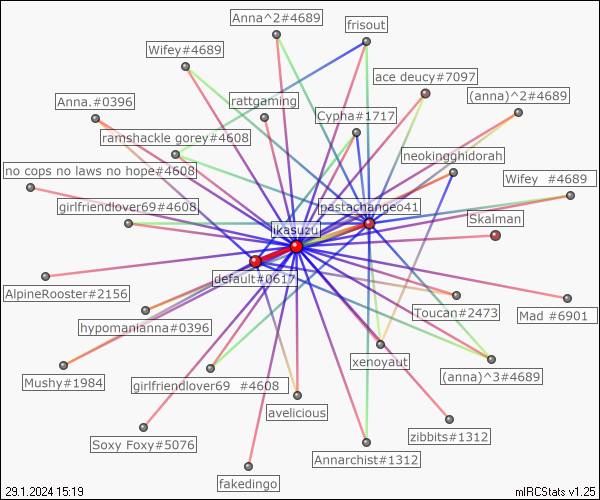 Anna^2#4689
frisout
Wifey#4689
ace deucy#7097
Anna.#0396
rattgaming
(anna)^2#4689
Cypha#1717
ramshackle gorey#4608
neokingghidorah
no cops no laws no hope#4608
Wifey #4689
girlfriendlover69#4608
pastachangeo41
Skalman
ikasuzu
default#0617
AlpineRooster#2156
Toucan#2473
Mad #6901
hypomanianna#0396
xenoyaut
Mushy#1984
girlfriendlover69 #4608
(anna)^3#4689
avelicious
Soxy Foxy#5076
zibbits#1312
Annarchist#1312
fakedingo
29.1.2024 15:19
mIRCStats v1.25